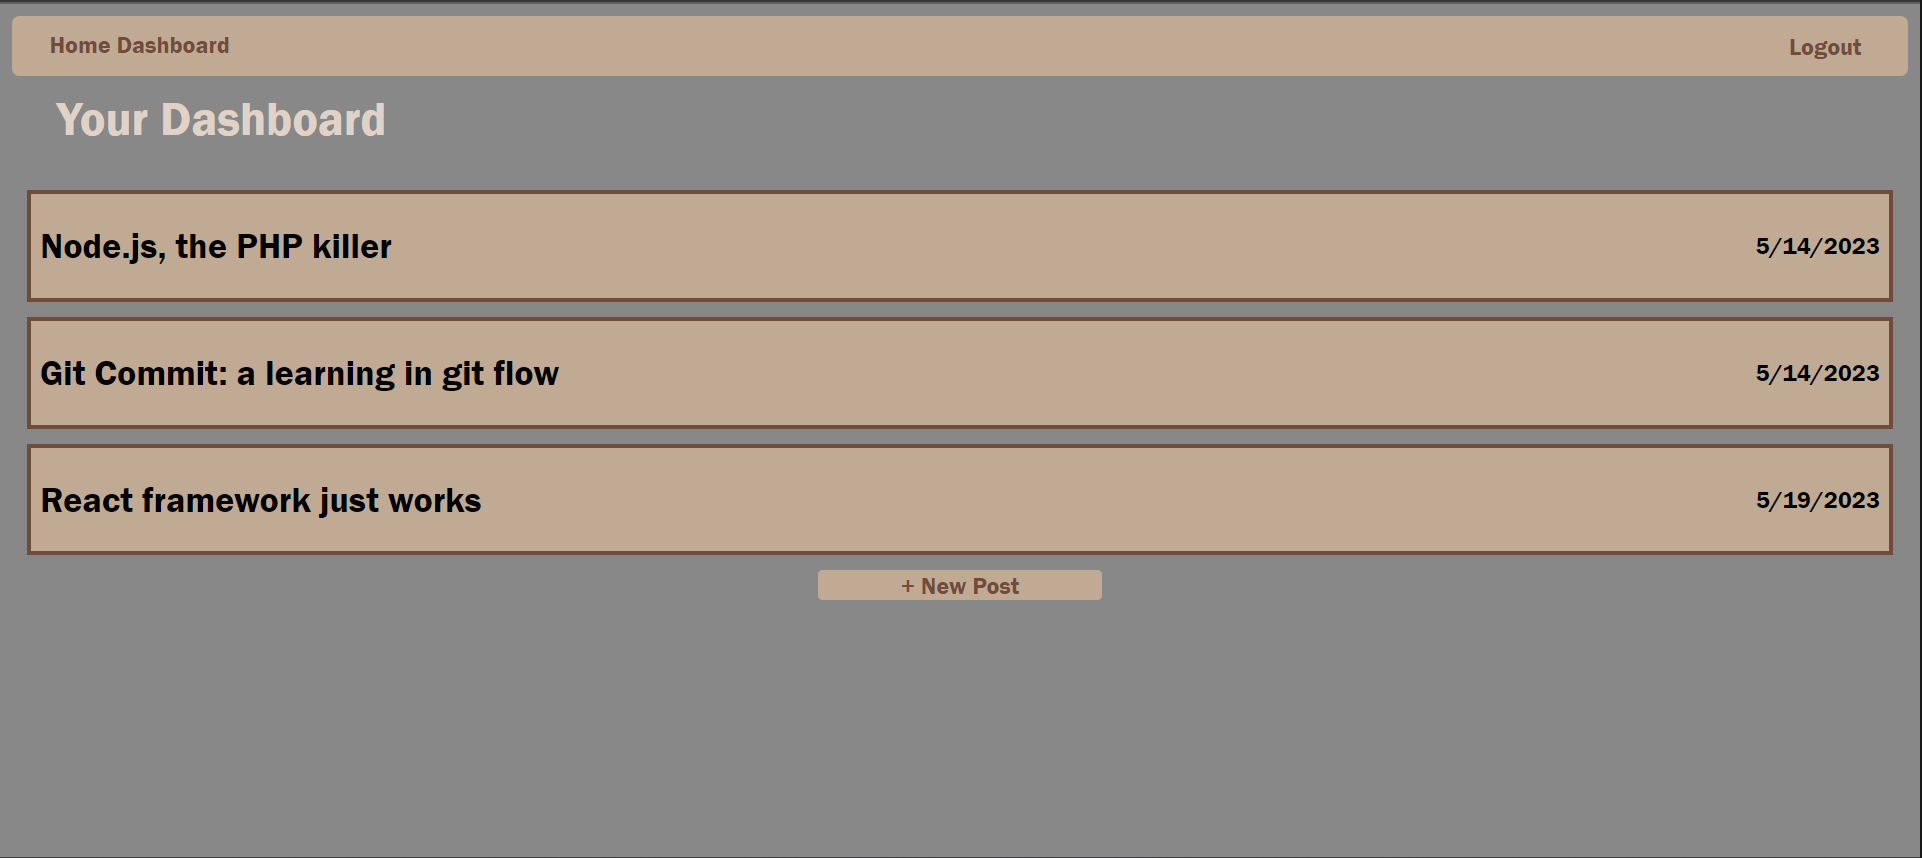 Home Dashboard Logout
Your Dashboard
Node.js, the PHP killer 5/14/2023
Git Commit: a learning in git flow 5/14/2023
React framework just works 5/19/2023
+ New Post